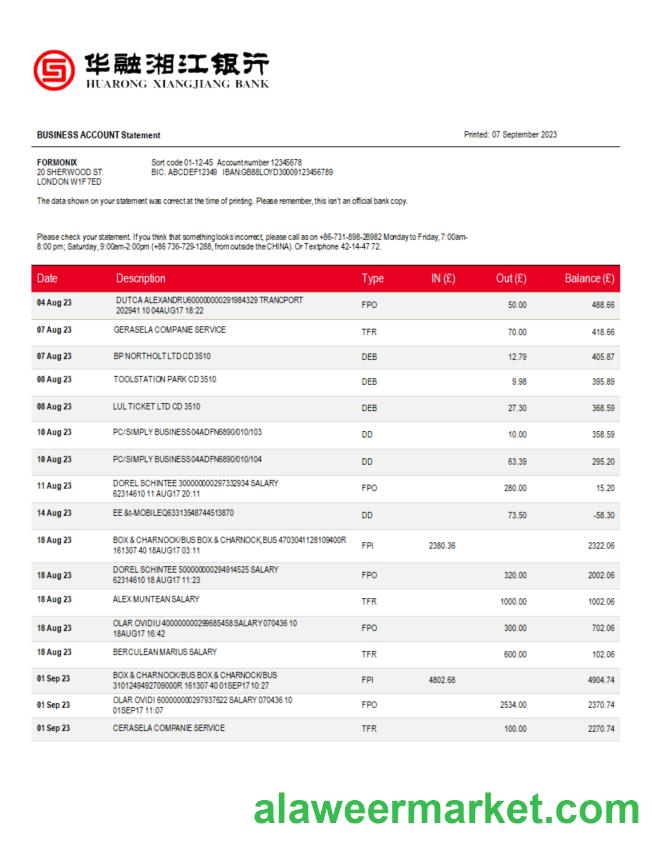 华融湘江银行
HUARONG XIANGJIANG BANK
BUSINESS ACCOUNT Statement Printed: 07 September 2023
FORMONIX Sort code 01-12-45 Account number 12345678
20 SHERWOOD ST. BIC. ABCDEF12349 IBAN:GB88LOYD30009123456789
LONDON W1F 7ED
The data shown on your statement was correct at the time of printing. Please remember, this isn't an official bank copy.
Please check your statement. If you think that something looks incorrect, please call as on +86-731-898-28982 Monday to Friday, 7:00am-
8:00 pm; Saturday, 9:00am-2:00pm (+86 736-729-1288, from outside the CHINA). Or Textphone 42-14-47 72.
Date Description Type IN (£) Out (£) Balance (£)
04 Aug 23 DUTCA ALEXANDRU600000000291984329 TRANCPORT FPO 50.00 488.66
202941 10 04AUG17 18:22
07 Aug 23 GERASELA COMPANIE SERVICE TFR 70.00 418.66
07 Aug 23 BP NORTHOLT LTD CD 3510 DEB 12.79 405.87
08 Aug 23 TOOLSTATION PARK CD 3510 DEB 9.98 395.89
08 Aug 23 LUL TICKET LTD CD 3510 DEB 27.30 368.59
10 Aug 23 PC/SIMPLY BUSINESS04ADFN6890/010/103 DD 10.00 358.59
10 Aug 23 PC/SIMPLY BUSINESS04ADFN6890/010/104 DD 63.39 295.20
11 Aug 23 DOREL SCHINTEE 300000000297332934 SALARY FPO 280.00 15.20
62314610 11 AUG17 20:11
14 Aug 23 EE &t-MOBILEQ63313548744513870 DD 73.50 -58.30
18 Aug 23 BOX & CHARNOCK/BUS BOX & CHARNOCK,BUS 4703041128109400R FPI 2380.36 2322.06
161307 40 18AUG17 03:11
18 Aug 23 DOREL SCHINTEE 500000000294914525 SALARY FPO 320.00 2002.06
62314610 18 AUG17 11:23
18 Aug 23 ALEX MUNTEAN SALARY TFR 1000.00 1002.06
18 Aug 23 OLAR OVIDIU 400000000299685458 SALARY 070436 10 FPO 300.00 702.06
18AUG17 16:42
18 Aug 23 BERCULEAN MARIUS SALARY TFR 600.00 102.06
01 Sep 23 BOX & CHARNOCK/BUS BOX & CHARNOCK/BUS FPI 4802.68 4904.74
3101249492709000R 161307 40 01SEP17 10:27
01 Sep 23 OLAR OVIDI 600000000297937622 SALARY 070436 10 FPO 2534.00 2370.74
01SEP17 11:07
01 Sep 23 CERASELA COMPANIE SERVICE TFR 100.00 2270.74
alaweermarket.com